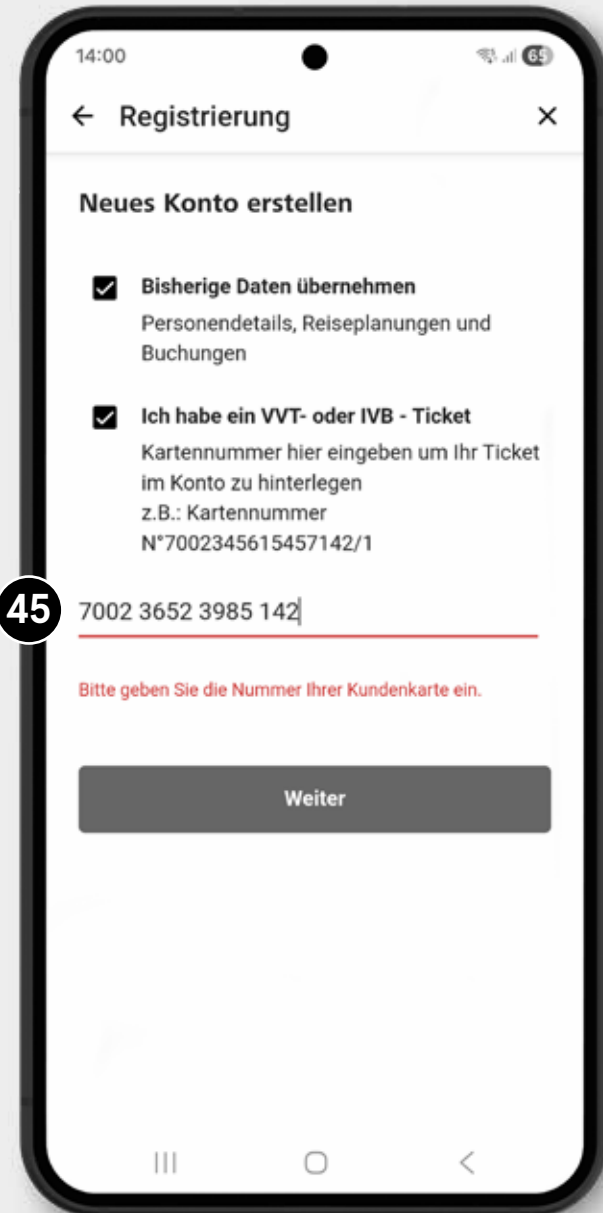 14:00
65
Registrierung
Neues Konto erstellen
Bisherige Daten übernehmen
Personendetails, Reiseplanungen und
Buchungen
Ich habe ein VVT- oder IVB - Ticket
Kartennummer hier eingeben um Ihr Ticket
im Konto zu hinterlegen
z.B.: Kartennummer
N°7002345615457142/1
45
7002 3652 3985 142
Bitte geben Sie die Nummer Ihrer Kundenkarte ein.
Weiter